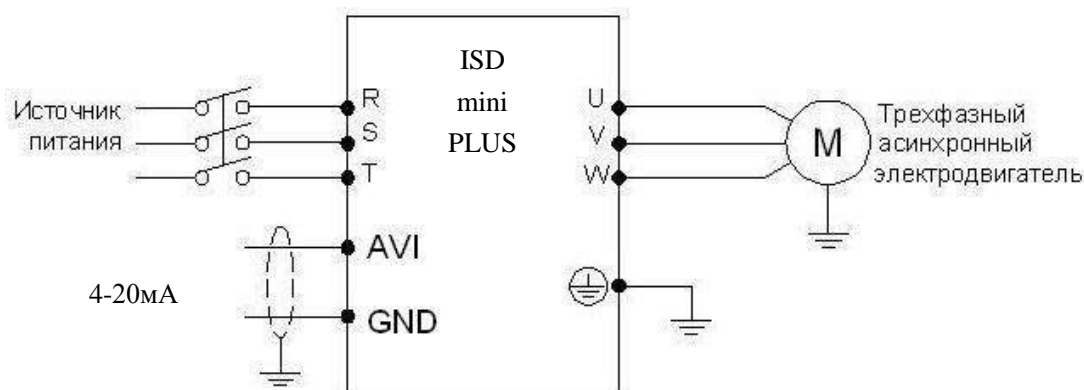 ISD
mini
PLUS
Источник
питания
R
S
T
U
V
W
M
Трехфазный
асинхронный
электродвигатель
AVI
4-20мА
GND